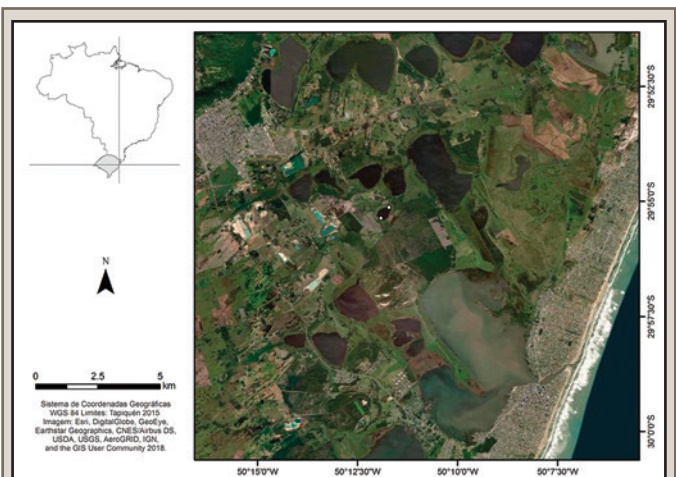 N
0 2.5 5
km
Sistema de Coordenadas Geográficas
WGS 84 Limites: Tapiquén 2015
Imagem: Esri, DigitalGlobe, GeoEye,
Earthstar Geographics, CNES/Airbus DS,
USDA, USGS, AeroGRID, IGN,
and the GIS User Community 2018.
29°52'30"S
29°55'0"S
29°57'30"S
30°0'0"S
50°15'0"W 50°12'30"W 50°10'0"W 50°7'30"W